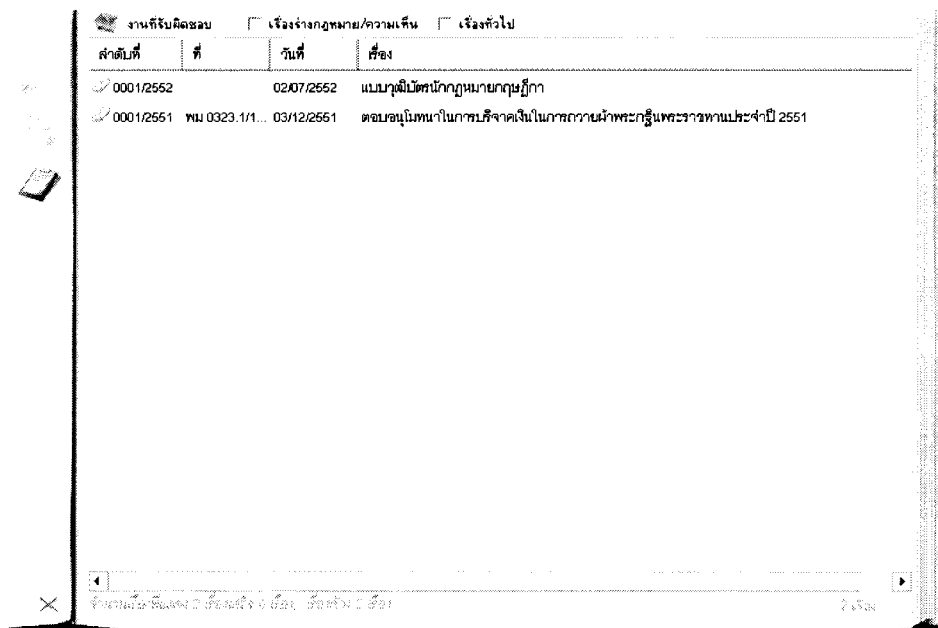 งานที่รับผิดชอบ เรื่องร่างกฎหมาย/ความเห็น เรื่องทั่วไป
ลำดับที่ ที่ วันที่ เรื่อง
0001/2552 02/07/2552 แบบวุฒิบัตรนักกฎหมายกฤษฎีกา
0001/2551 พม 0323.1/1... 03/12/2551 ตอบอนุโมทนาในการบริจาคเงินในการถวายผ้าพระกฐินพระราชทานประจำปี 2551
2 เรื่อง